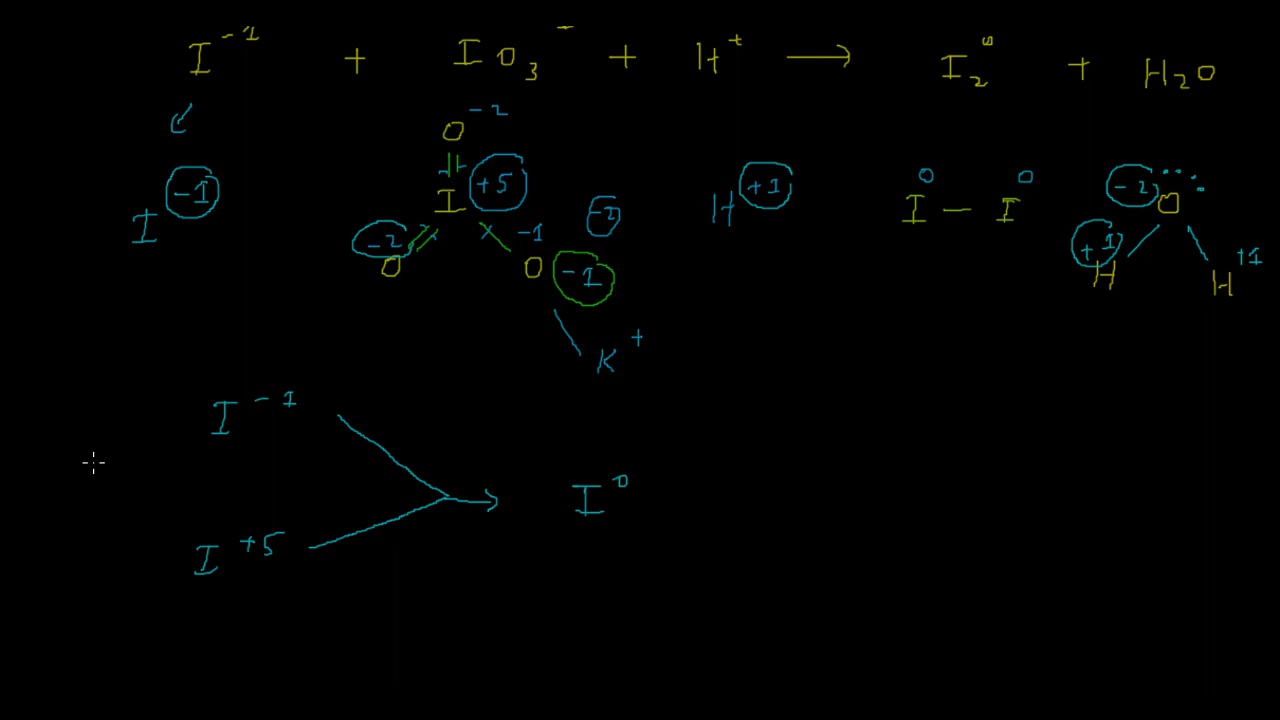 I⁻¹ + IO₃⁻ + H⁺ → I₂⁰ + H₂O
O⁻²
I⁻¹ I⁺⁵ -2 H⁺¹ I⁰ — I⁰ -2 O
-2 O O -1 -1 +1 H H +1
K⁺
I⁻¹
I⁰
I⁺⁵